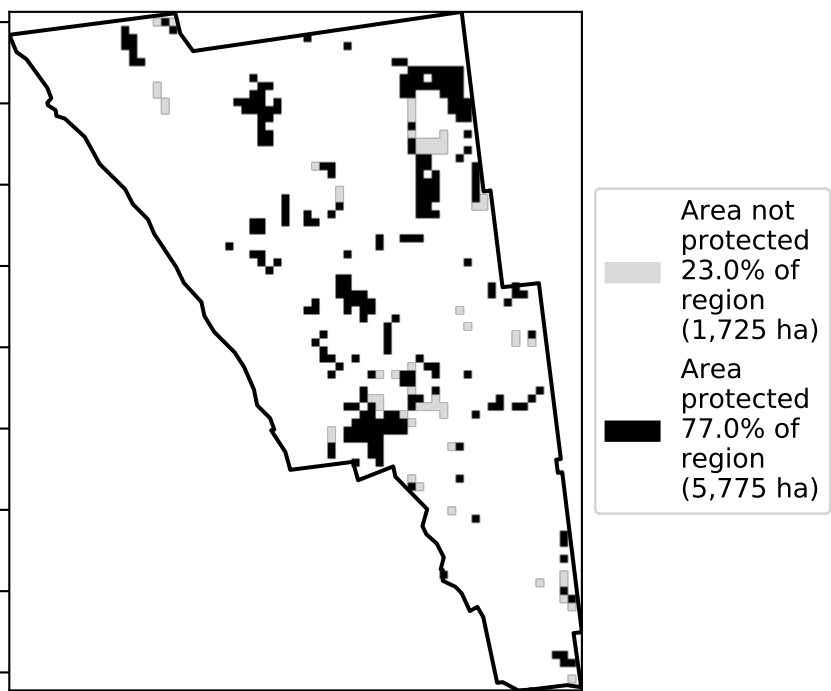 Area not
protected
23.0% of
region
(1,725 ha)
Area
protected
77.0% of
region
(5,775 ha)